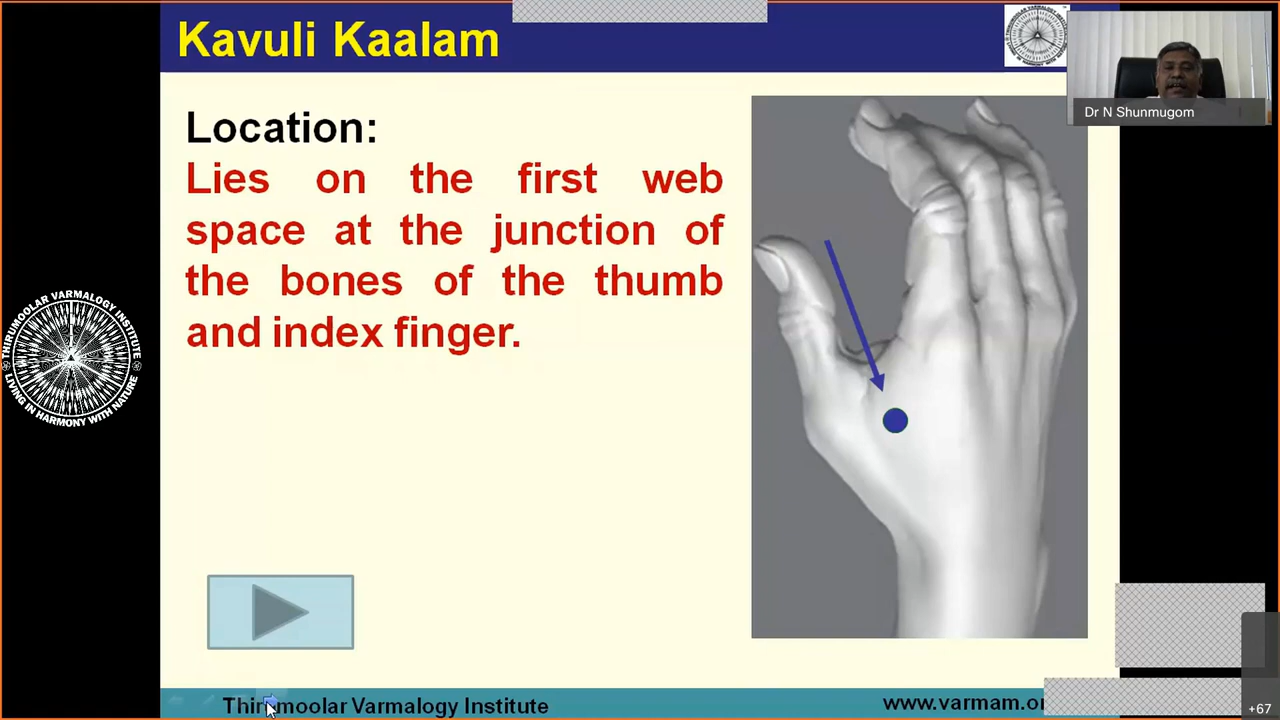 Kavuli Kaalam
Dr N Shunmugom
Location:
Lies on the first web
space at the junction of
the bones of the thumb
and index finger.
THIRUMOOLAR VARMALOGY INSTITUTE
LIVING IN HARMONY WITH NATURE
Thirumoolar Varmalogy Institute
www.varmam.or
+67